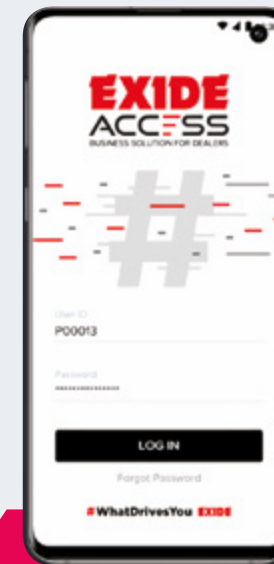 EXIDE
ACCESS
BUSINESS SOLUTION FOR DEALERS
#
User ID
P00013
Password
LOG IN
Forgot Password
#WhatDrivesYou EXIDE